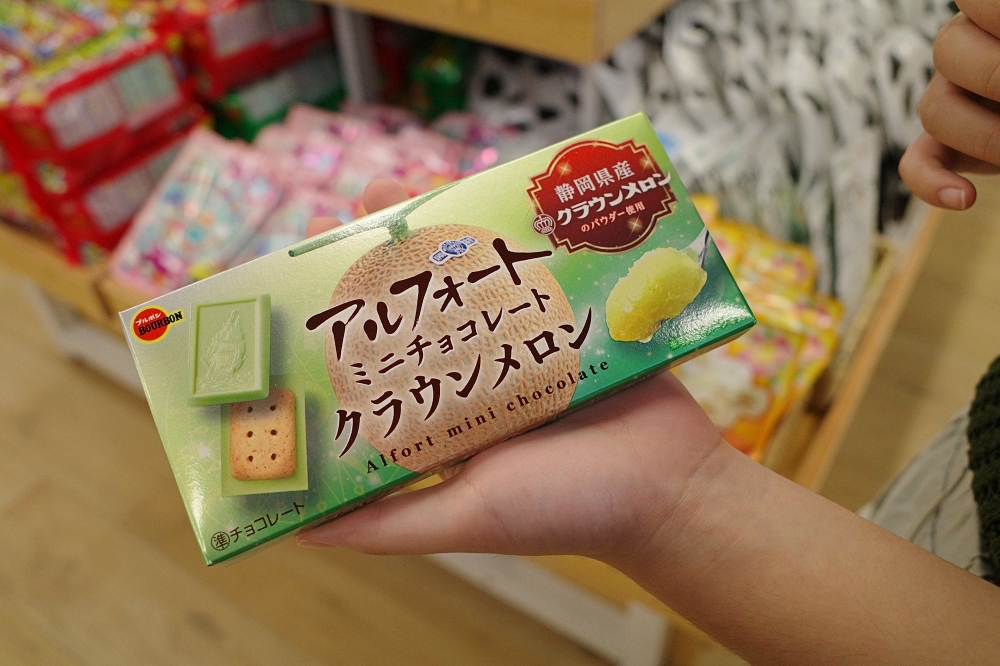 静岡県産
クラウンメロン
のパウダー使用
アルフォート
ミニチョコレート
クラウンメロン
Alfort mini chocolate
ブルボン
BOURBON
準チョコレート